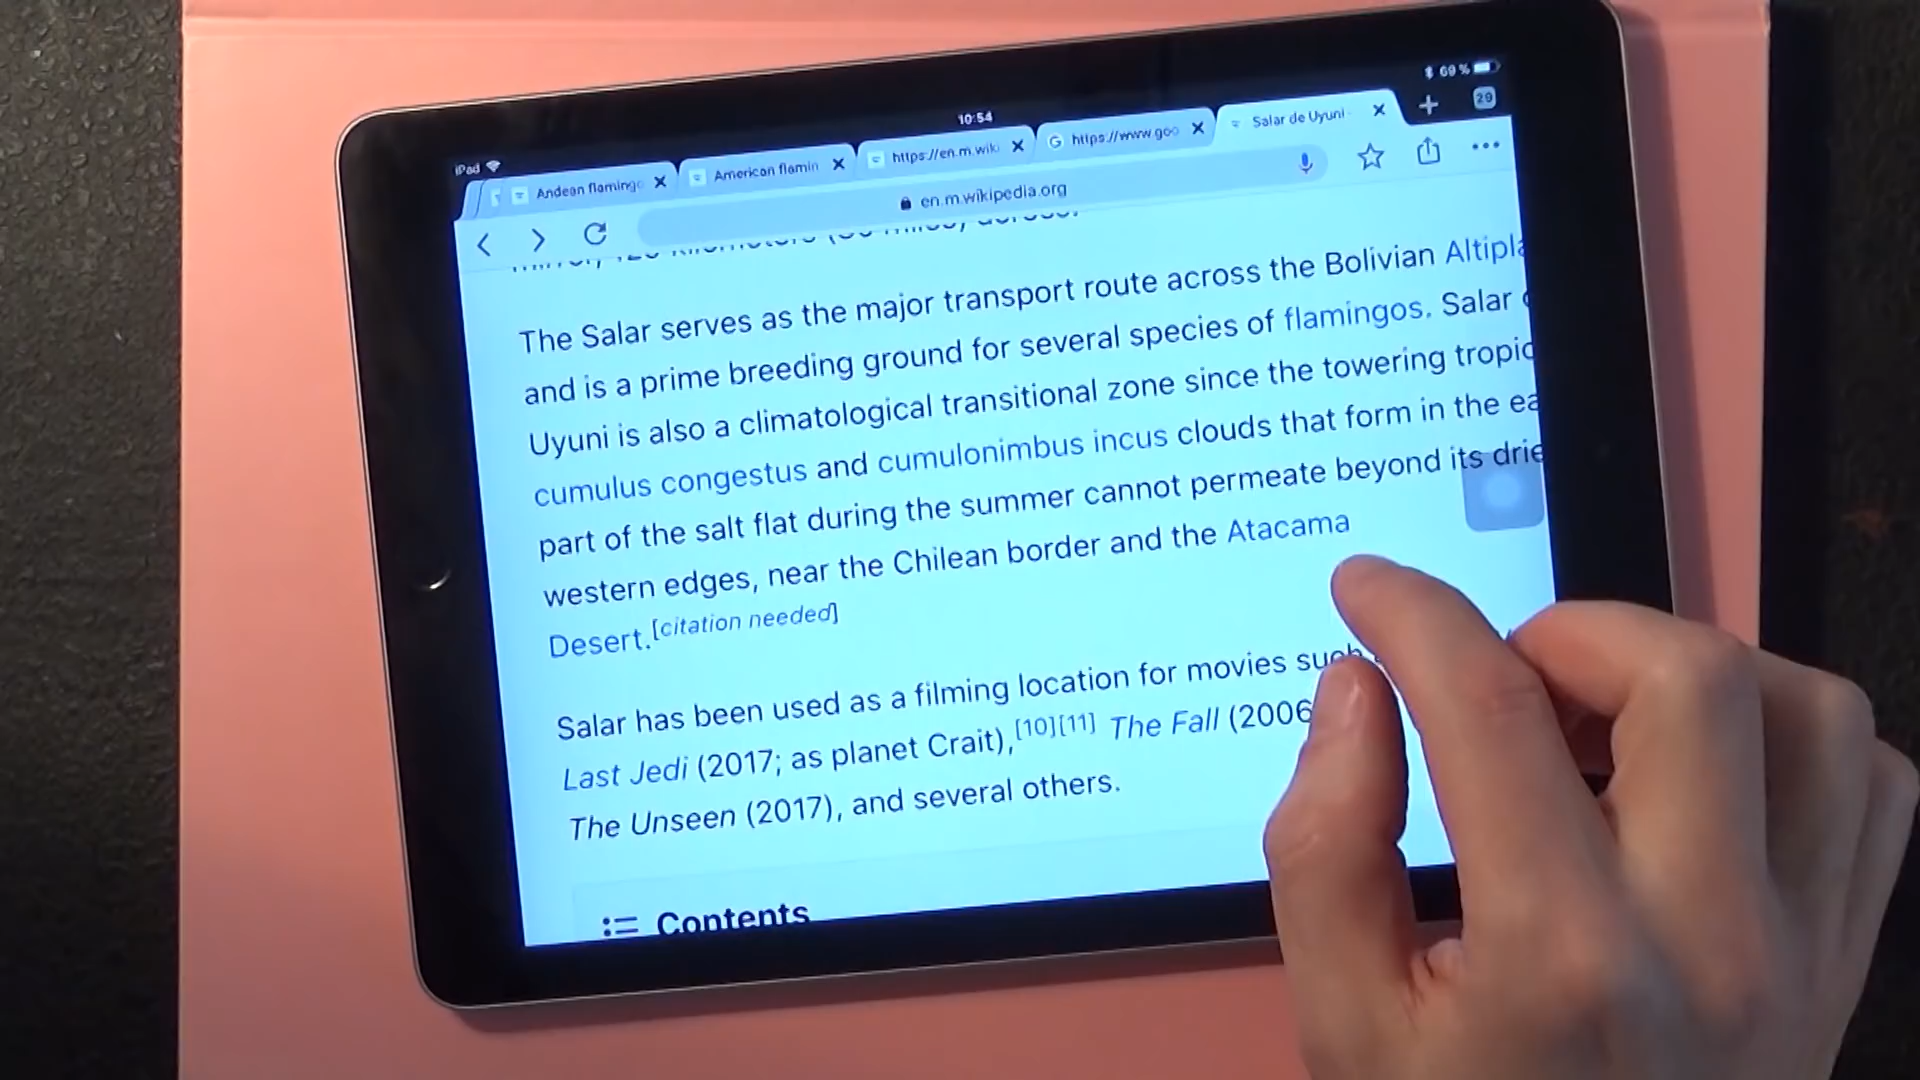 iPad
10:54
69 %
Andean flamingo
American flamin
https://en.m.wiki
https://www.goo
Salar de Uyuni -
29
en.m.wikipedia.org
The Salar serves as the major transport route across the Bolivian Altipla
and is a prime breeding ground for several species of flamingos. Salar
Uyuni is also a climatological transitional zone since the towering tropic
cumulus congestus and cumulonimbus incus clouds that form in the ea
part of the salt flat during the summer cannot permeate beyond its drie
western edges, near the Chilean border and the Atacama
Desert.[citation needed]
Salar has been used as a filming location for movies such
Last Jedi (2017; as planet Crait),[10][11] The Fall (2006
The Unseen (2017), and several others.
Contents